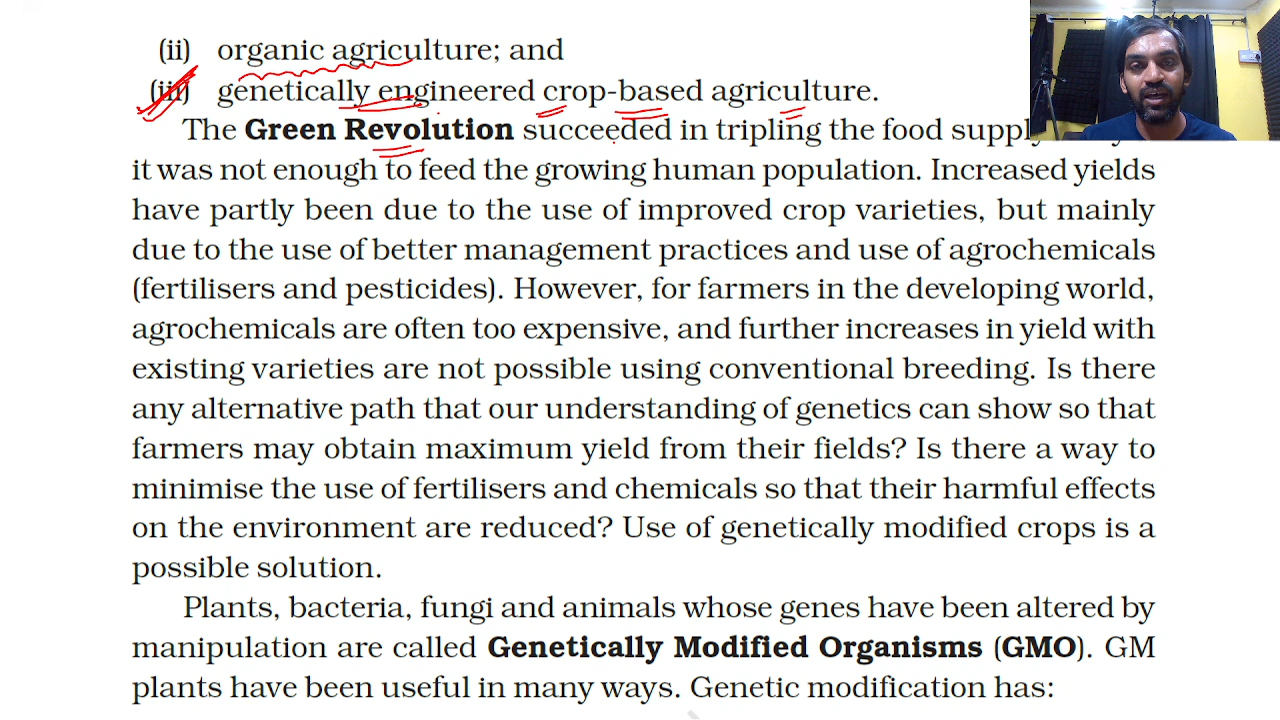 (ii) organic agriculture; and
(iii) genetically engineered crop-based agriculture.
The Green Revolution succeeded in tripling the food supply
it was not enough to feed the growing human population. Increased yields
have partly been due to the use of improved crop varieties, but mainly
due to the use of better management practices and use of agrochemicals
(fertilisers and pesticides). However, for farmers in the developing world,
agrochemicals are often too expensive, and further increases in yield with
existing varieties are not possible using conventional breeding. Is there
any alternative path that our understanding of genetics can show so that
farmers may obtain maximum yield from their fields? Is there a way to
minimise the use of fertilisers and chemicals so that their harmful effects
on the environment are reduced? Use of genetically modified crops is a
possible solution.
Plants, bacteria, fungi and animals whose genes have been altered by
manipulation are called Genetically Modified Organisms (GMO). GM
plants have been useful in many ways. Genetic modification has: